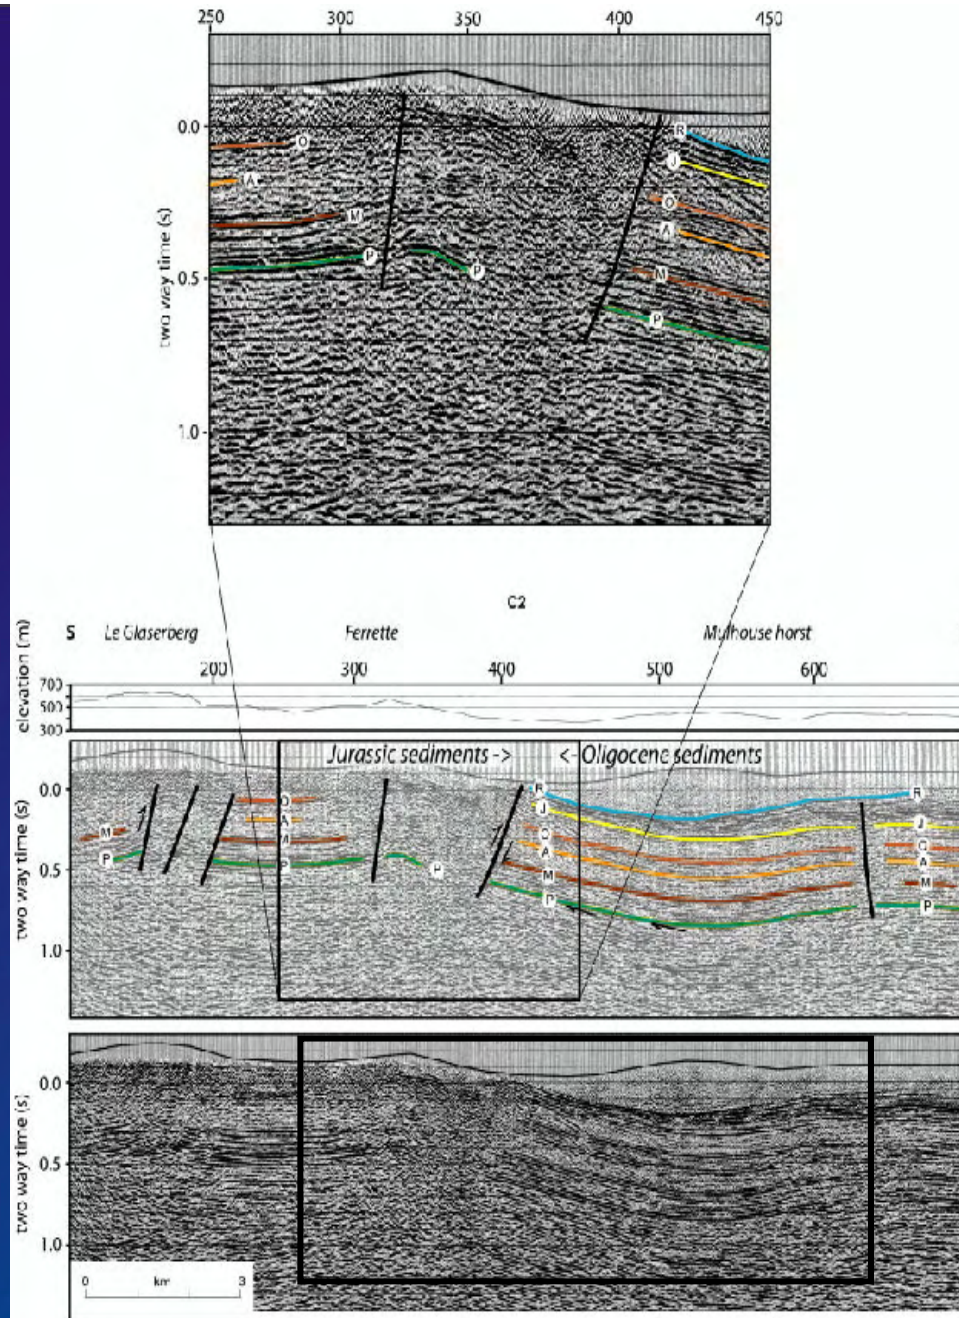 250 300 350 400 450
0.0
0.5
1.0
two way time (s)
R
J
O
A
M
P
O
A
M
P
P
C2
S Le Glaserberg Ferrette Mulhouse horst
200 300 400 500 600
elevation (m)
700
500
300
Jurassic sediments -> <- Oligocene sediments
two way time (s)
0.0
0.5
1.0
M
P
O
A
M
P
P
R
J
O
A
M
P
R
J
O
A
M
P
two way time (s)
0.0
0.5
1.0
0 km 3